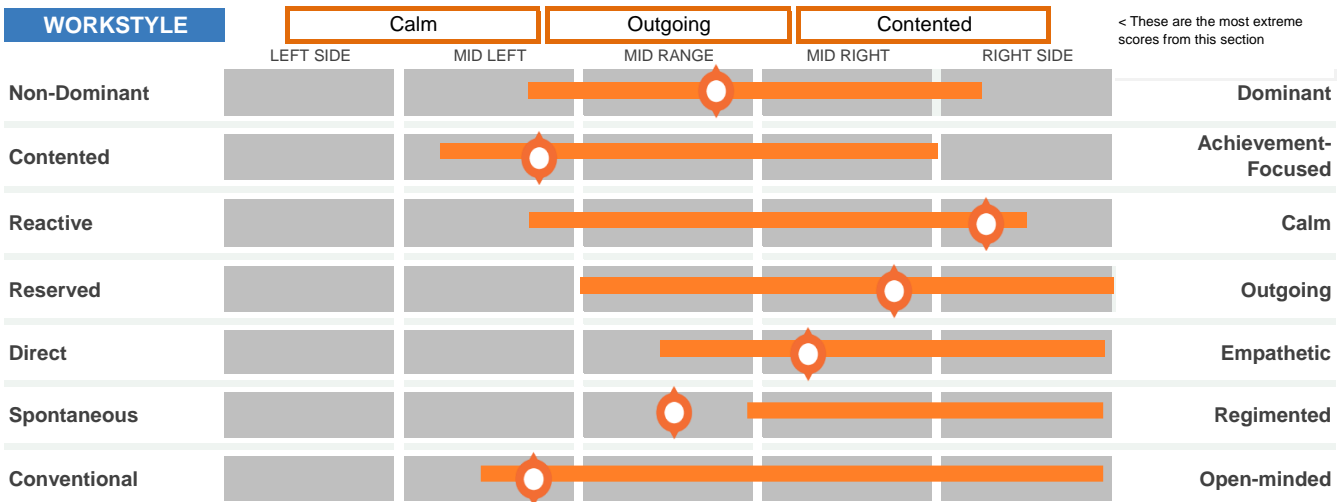 WORKSTYLE Calm Outgoing Contented < These are the most extreme
scores from this section
LEFT SIDE MID LEFT MID RANGE MID RIGHT RIGHT SIDE
Non-Dominant Dominant
Contented Achievement-
Focused
Reactive Calm
Reserved Outgoing
Direct Empathetic
Spontaneous Regimented
Conventional Open-minded